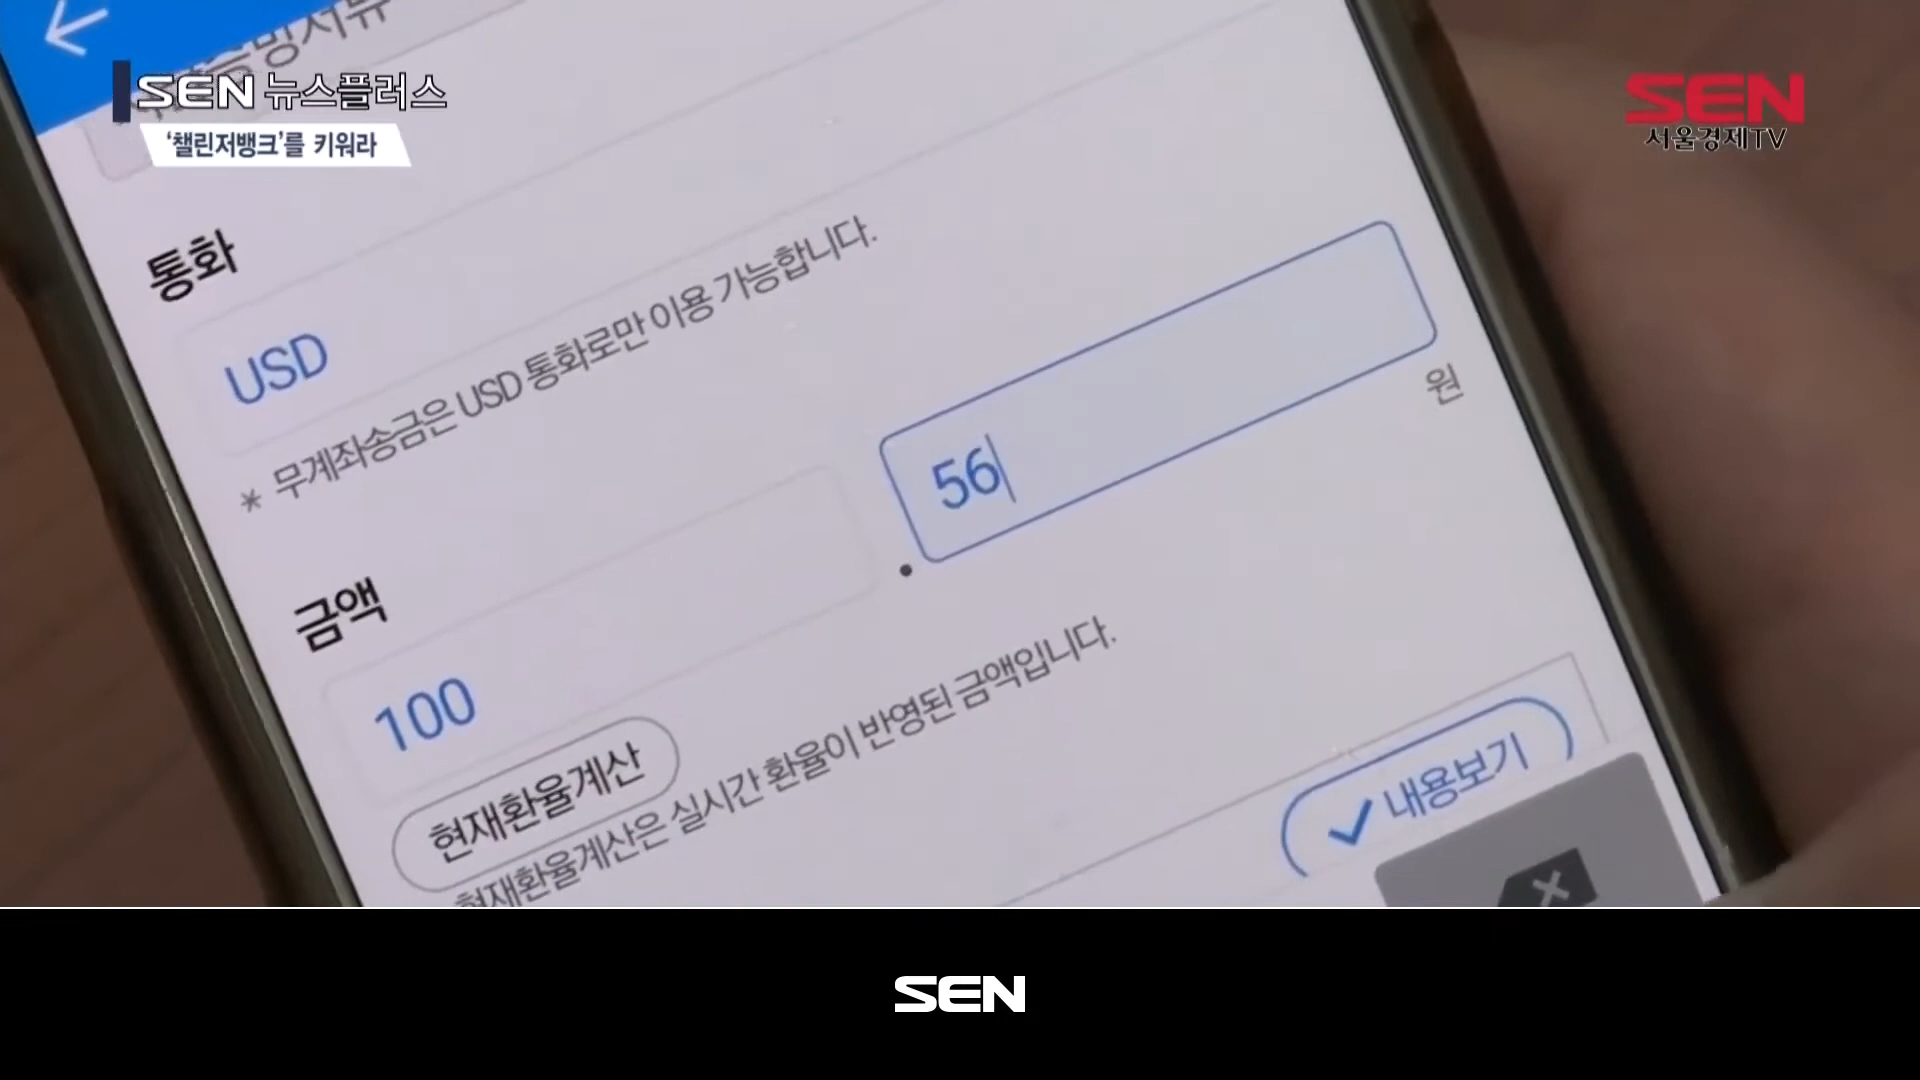 SEN 뉴스플러스
‘챌린저뱅크’를 키워라
SEN
서울경제TV
통화
USD
* 무계좌송금은 USD 통화로만 이용 가능합니다.
금액
100
.
56
원
현재환율계산
현재환율계산은 실시간 환율이 반영된 금액입니다.
내용보기
SEN